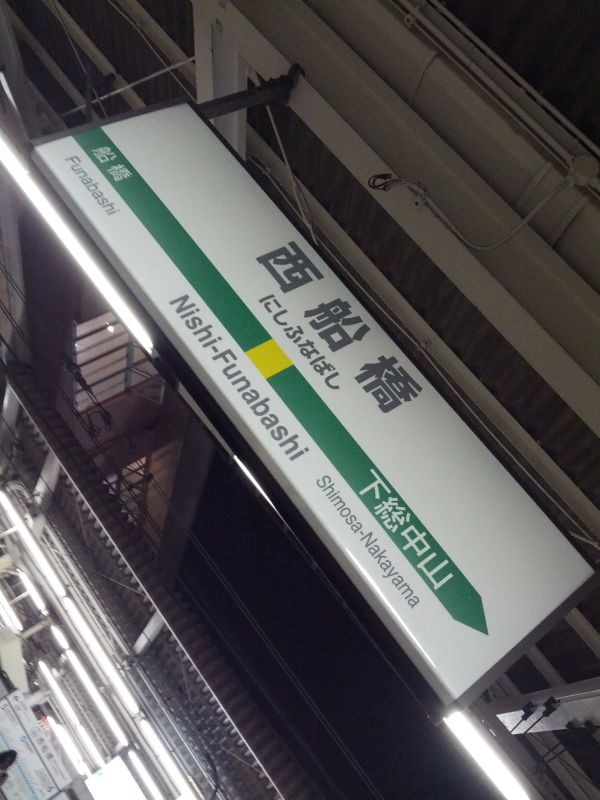 西船橋
にしふなばし
船橋
下総中山
Funabashi
Nishi-Funabashi
Shimosa-Nakayama